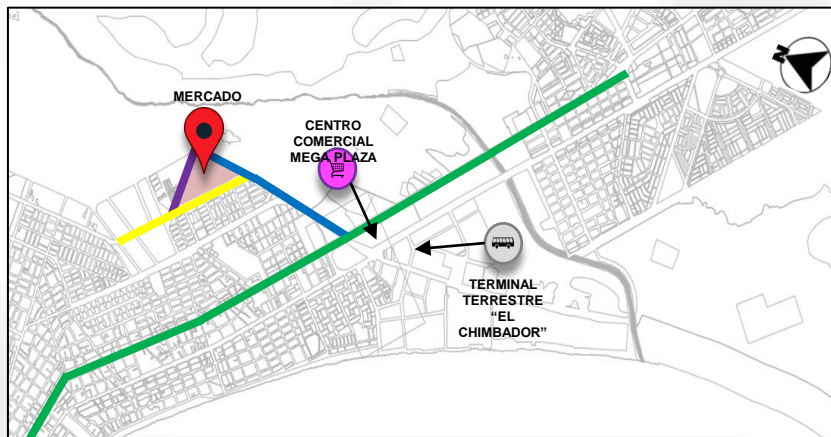 N
MERCADO
CENTRO
COMERCIAL
MEGA PLAZA
TERMINAL
TERRESTRE
“EL
CHIMBADOR”